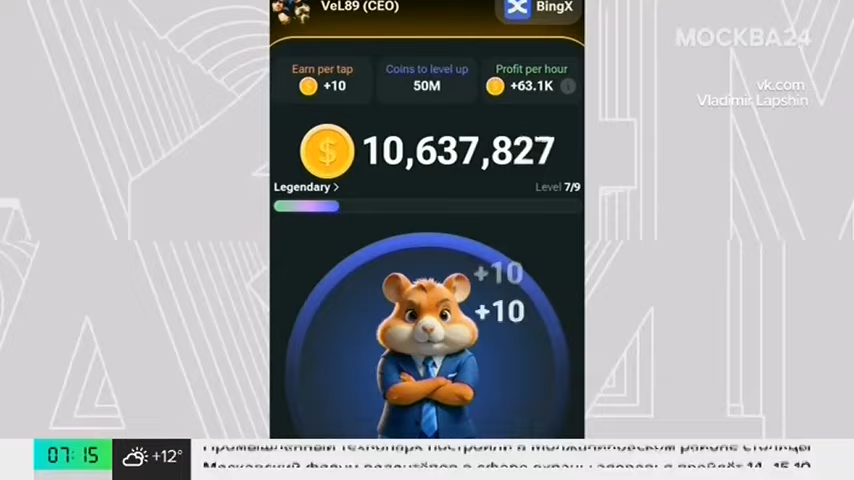 VeL89 (CEO)
BingX
МОСКВА24
vk.com
Vladimir Lapshin
Earn per tap
+10
Coins to level up
50M
Profit per hour
+63.1K
$ 10,637,827
Legendary >
Level 7/9
+10
+10
07:15
+12°